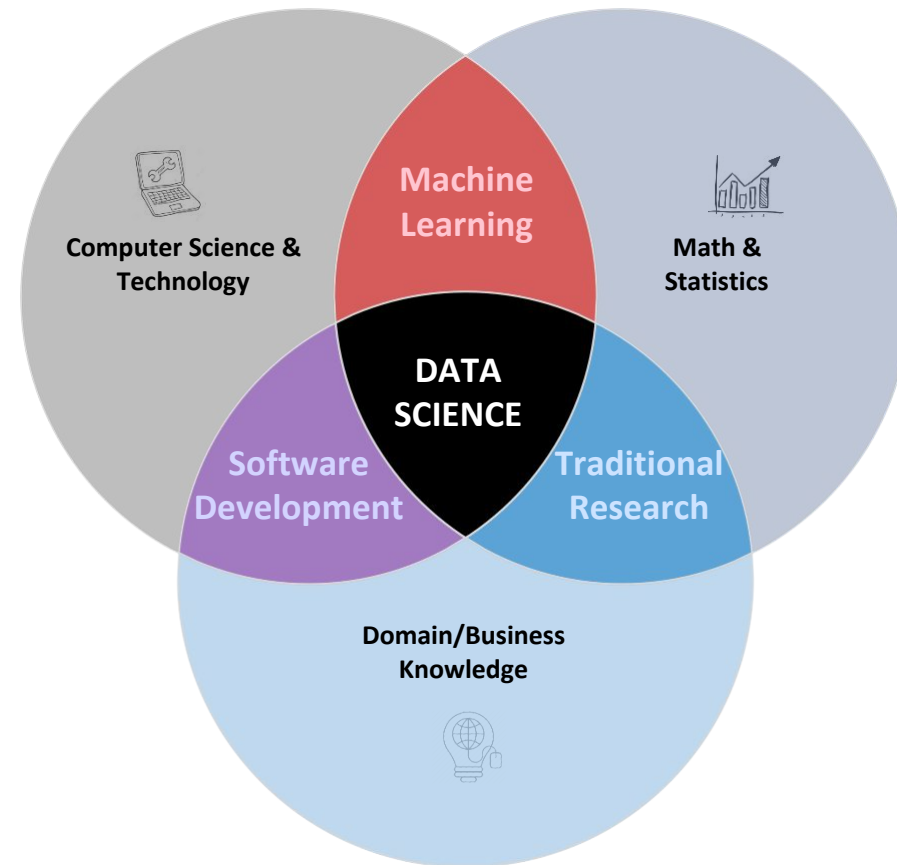 Machine
Learning
Computer Science &
Technology
Math &
Statistics
DATA
SCIENCE
Software
Development
Traditional
Research
Domain/Business
Knowledge